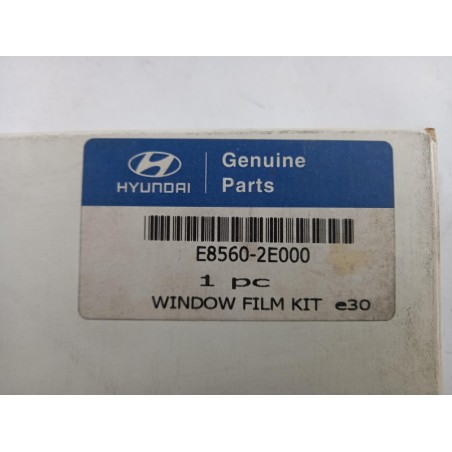 HYUNDAI
Genuine
Parts
E8560-2E000
1 pc
WINDOW FILM KIT e30